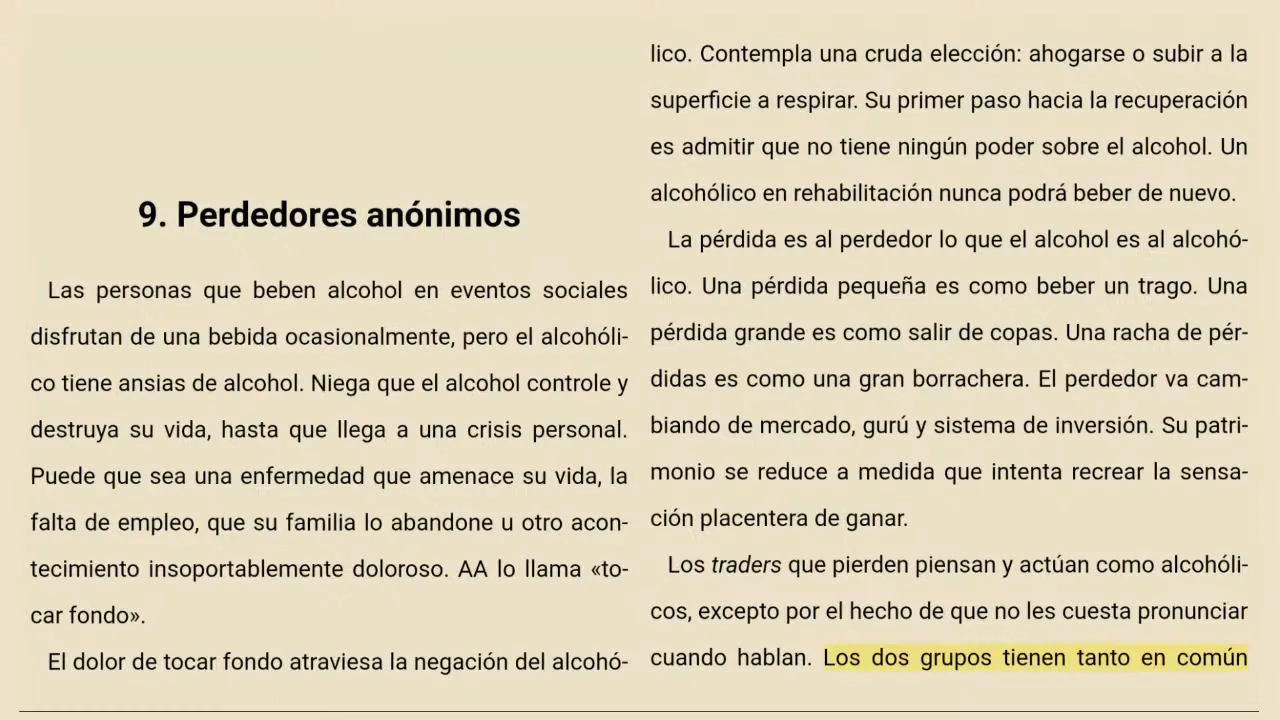 9. Perdedores anónimos
Las personas que beben alcohol en eventos sociales
disfrutan de una bebida ocasionalmente, pero el alcohóli-
co tiene ansias de alcohol. Niega que el alcohol controle y
destruya su vida, hasta que llega a una crisis personal.
Puede que sea una enfermedad que amenace su vida, la
falta de empleo, que su familia lo abandone u otro acon-
tecimiento insoportablemente doloroso. AA lo llama «to-
car fondo».
El dolor de tocar fondo atraviesa la negación del alcohó-
lico. Contempla una cruda elección: ahogarse o subir a la
superficie a respirar. Su primer paso hacia la recuperación
es admitir que no tiene ningún poder sobre el alcohol. Un
alcohólico en rehabilitación nunca podrá beber de nuevo.
La pérdida es al perdedor lo que el alcohol es al alcohó-
lico. Una pérdida pequeña es como beber un trago. Una
pérdida grande es como salir de copas. Una racha de pér-
didas es como una gran borrachera. El perdedor va cam-
biando de mercado, gurú y sistema de inversión. Su patri-
monio se reduce a medida que intenta recrear la sensa-
ción placentera de ganar.
Los traders que pierden piensan y actúan como alcohóli-
cos, excepto por el hecho de que no les cuesta pronunciar
cuando hablan. Los dos grupos tienen tanto en común